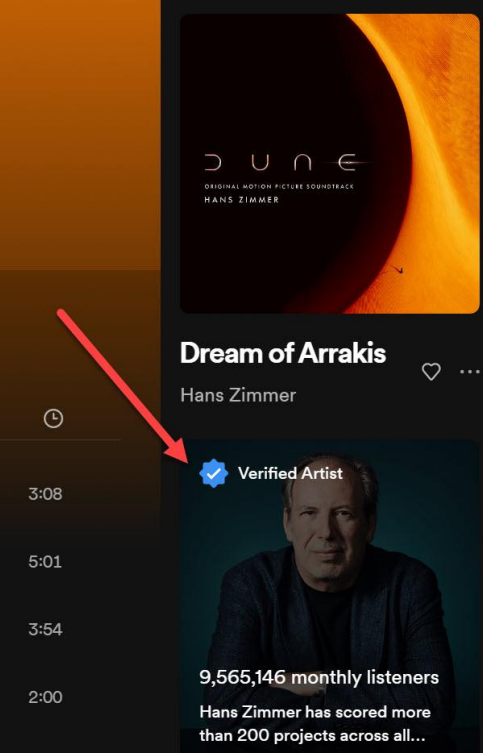 DUNE
ORIGINAL MOTION PICTURE SOUNDTRACK
HANS ZIMMER
Dream of Arrakis
Hans Zimmer
Verified Artist
3:08
5:01
3:54
2:00
9,565,146 monthly listeners
Hans Zimmer has scored more
than 200 projects across all...